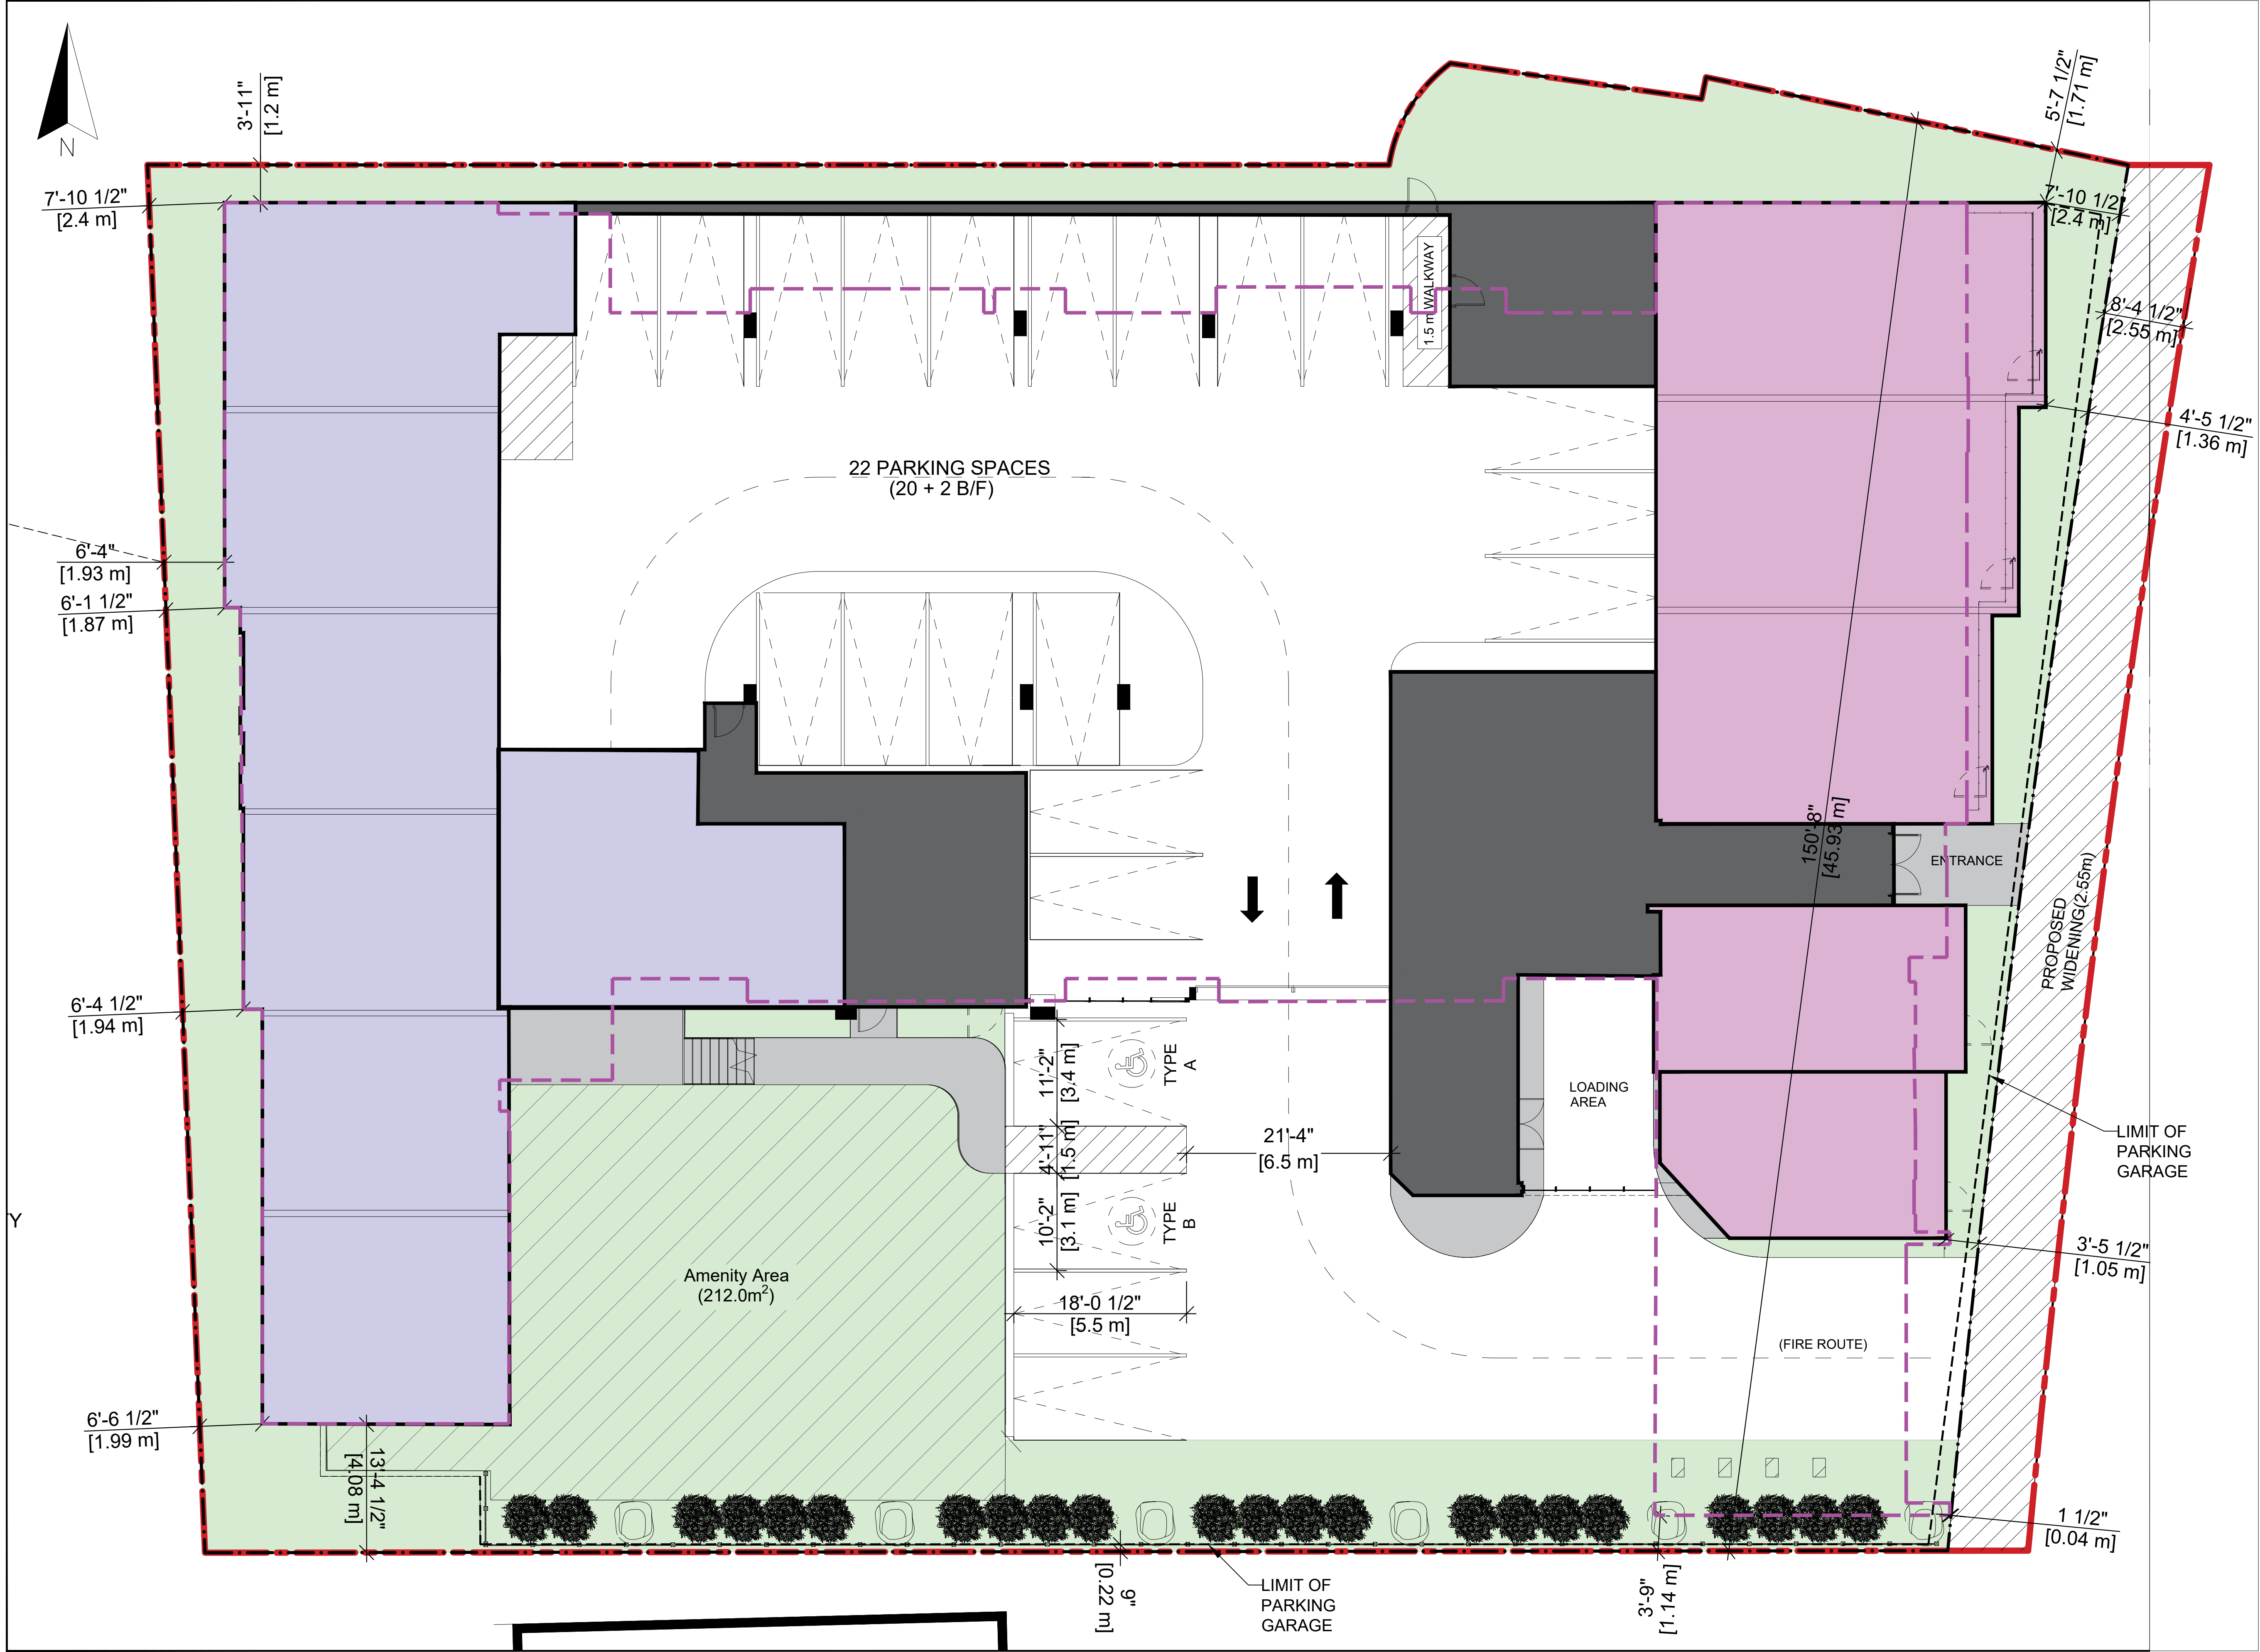 3'-11"
[1.2 m]
5'-7 1/2"
[1.71 m]
N
7'-10 1/2"
[2.4 m]
7'-10 1/2
[2.4 m]
1.5 m WALKWAY
8'-4 1/2"
[2.55 m]
4'-5 1/2"
[1.36 m]
22 PARKING SPACES
(20 + 2 B/F)
6'-4"
[1.93 m]
6'-1 1/2"
[1.87 m]
150'-8"
[45.93 m]
ENTRANCE
PROPOSED
WIDENING(2.55m)
6'-4 1/2"
[1.94 m]
11'-2"
[3.4 m]
TYPE
A
LOADING
AREA
4'-11"
[1.5 m]
21'-4"
[6.5 m]
LIMIT OF
PARKING
GARAGE
10'-2"
[3.1 m]
TYPE
B
Y
3'-5 1/2"
[1.05 m]
Amenity Area
(212.0m²)
18'-0 1/2"
[5.5 m]
(FIRE ROUTE)
6'-6 1/2"
[1.99 m]
13'-4 1/2"
[4.08 m]
1 1/2"
[0.04 m]
9"
[0.22 m]
LIMIT OF
PARKING
GARAGE
3'-9"
[1.14 m]